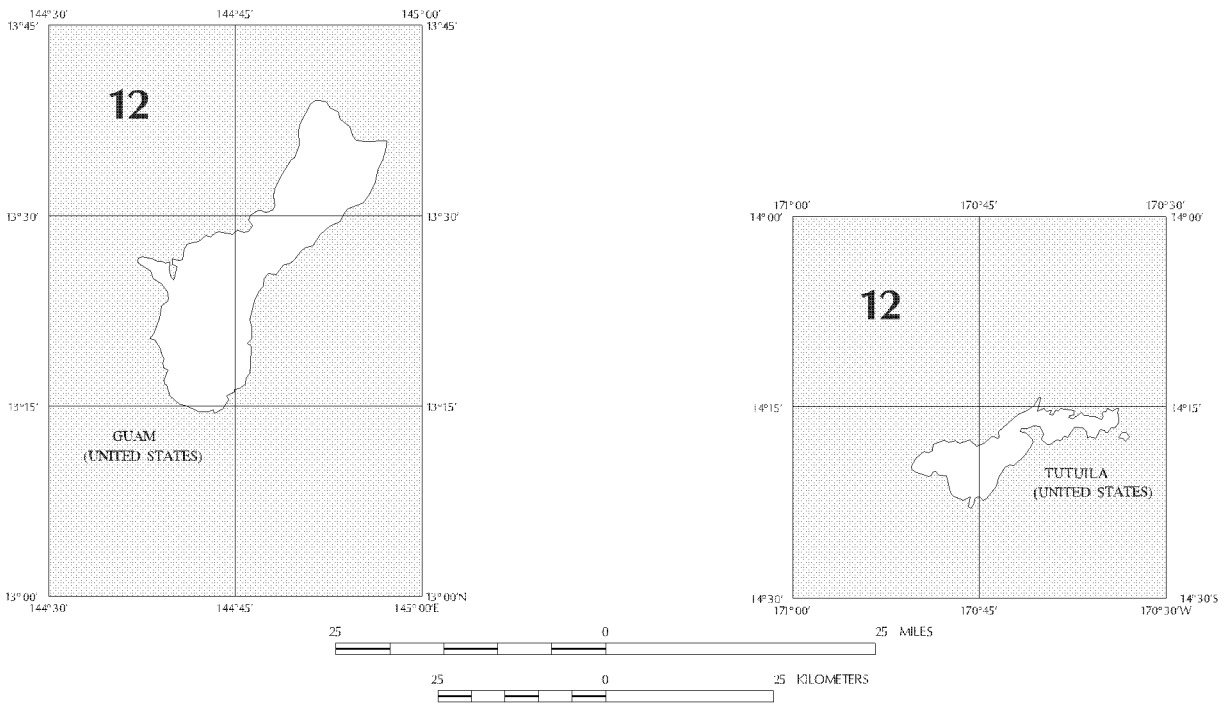 144°30′ 144°45′ 145°00′
13°45′ 13°45′
12
13°30′ 13°30′
13°15′ 13°15′
GUAM
(UNITED STATES)
13°00′ 13°00′N
144°30′ 144°45′ 145°00′E
171°00′ 170°45′ 170°30′
14°00′ 14°00′
12
14°15′ 14°15′
TUTUILA
(UNITED STATES)
14°30′ 14°30′S
171°00′ 170°45′ 170°30′W
25 0 25 MILES
25 0 25 KILOMETERS